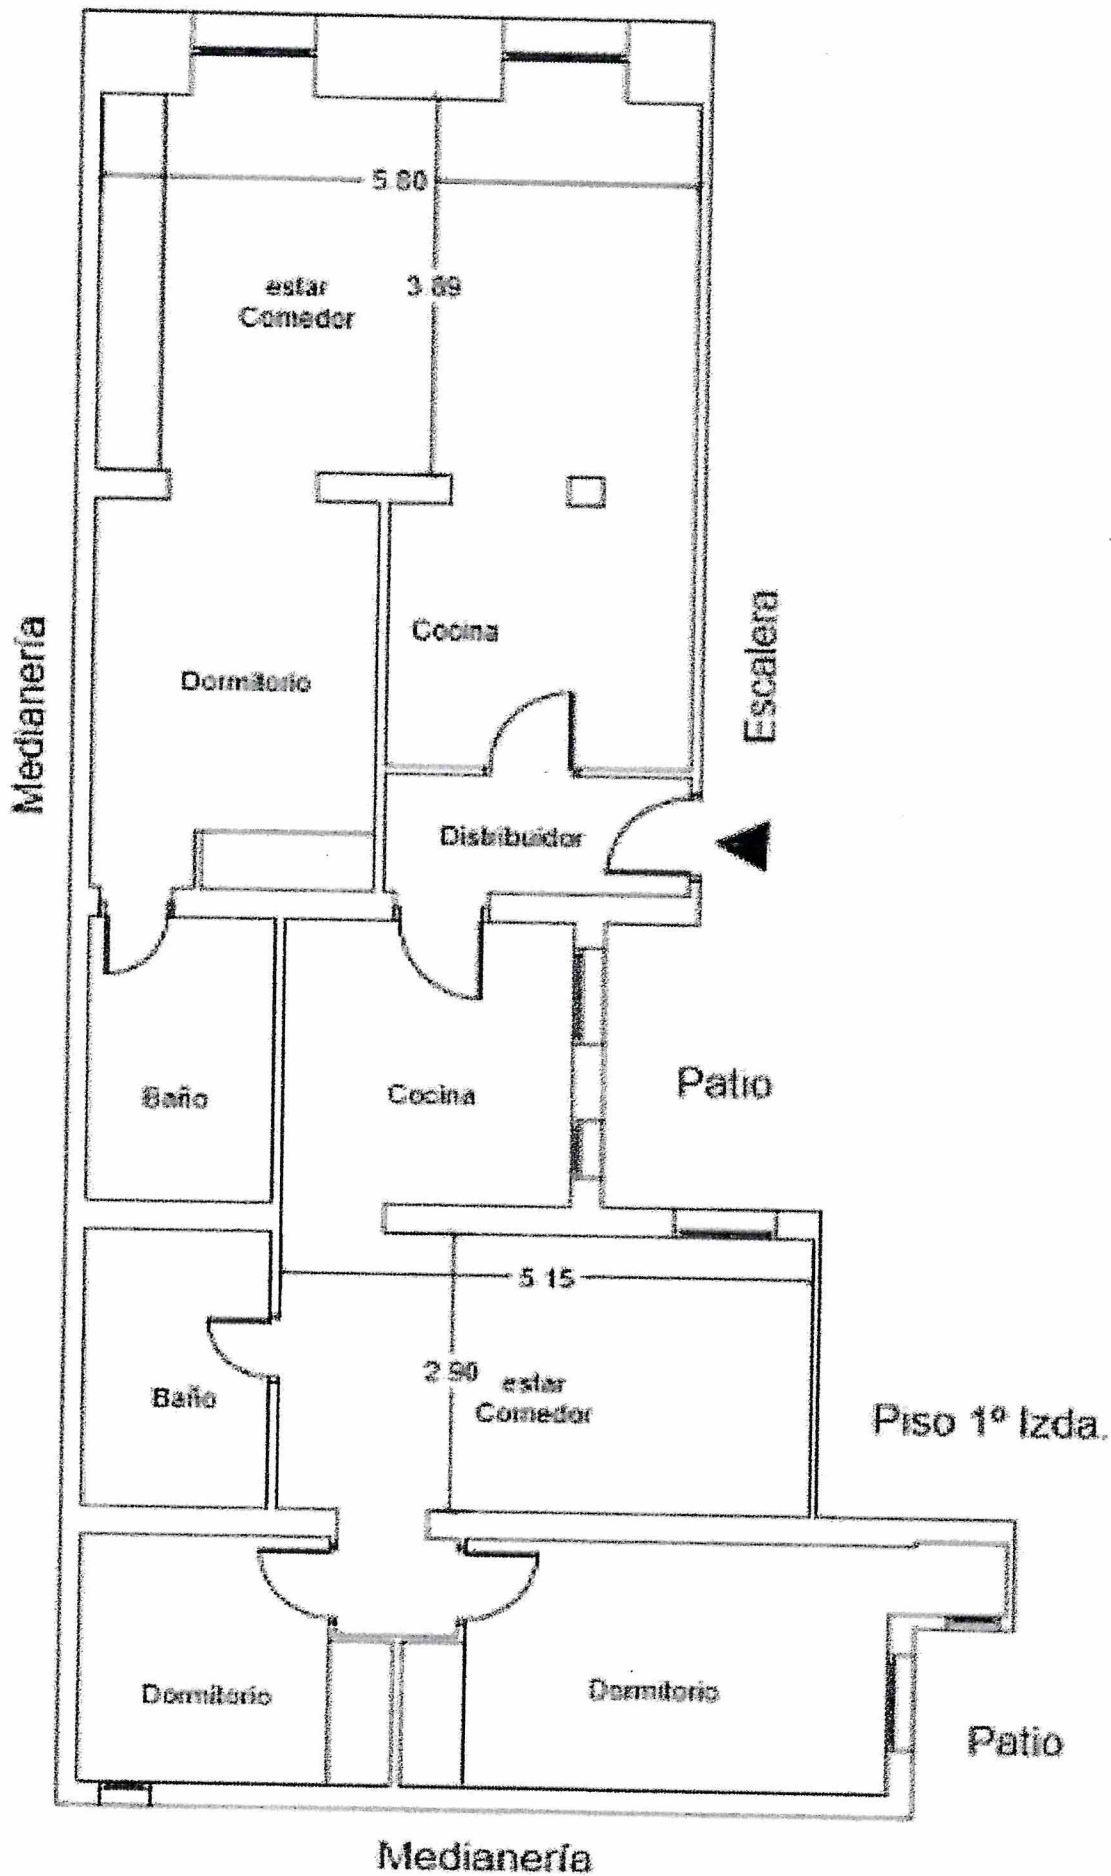 5.80
estar
Comedor
3.89
Cocina
Dormitorio
Medianería
Escalera
Distribuidor
Baño
Cocina
Patio
5.15
2.90
estar
Comedor
Baño
Piso 1º Izda.
Dormitorio
Dormitorio
Patio
Medianería